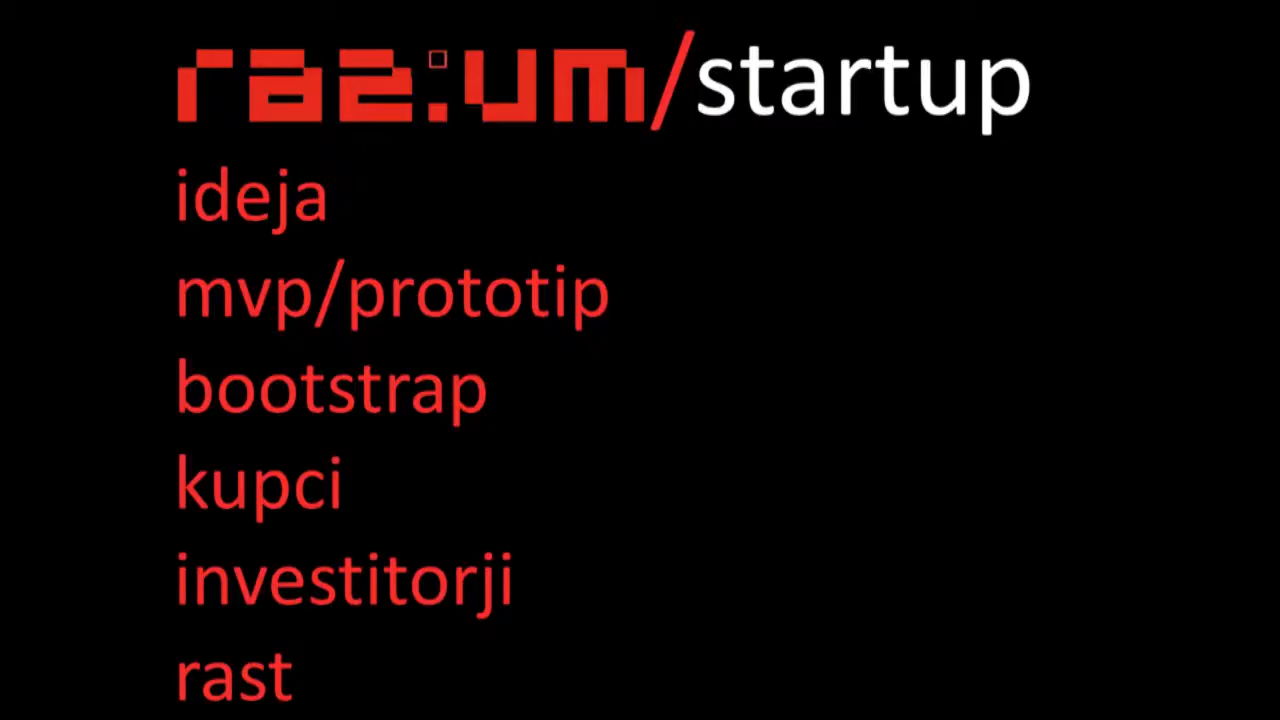 raz:um/startup
ideja
mvp/prototip
bootstrap
kupci
investitorji
rast